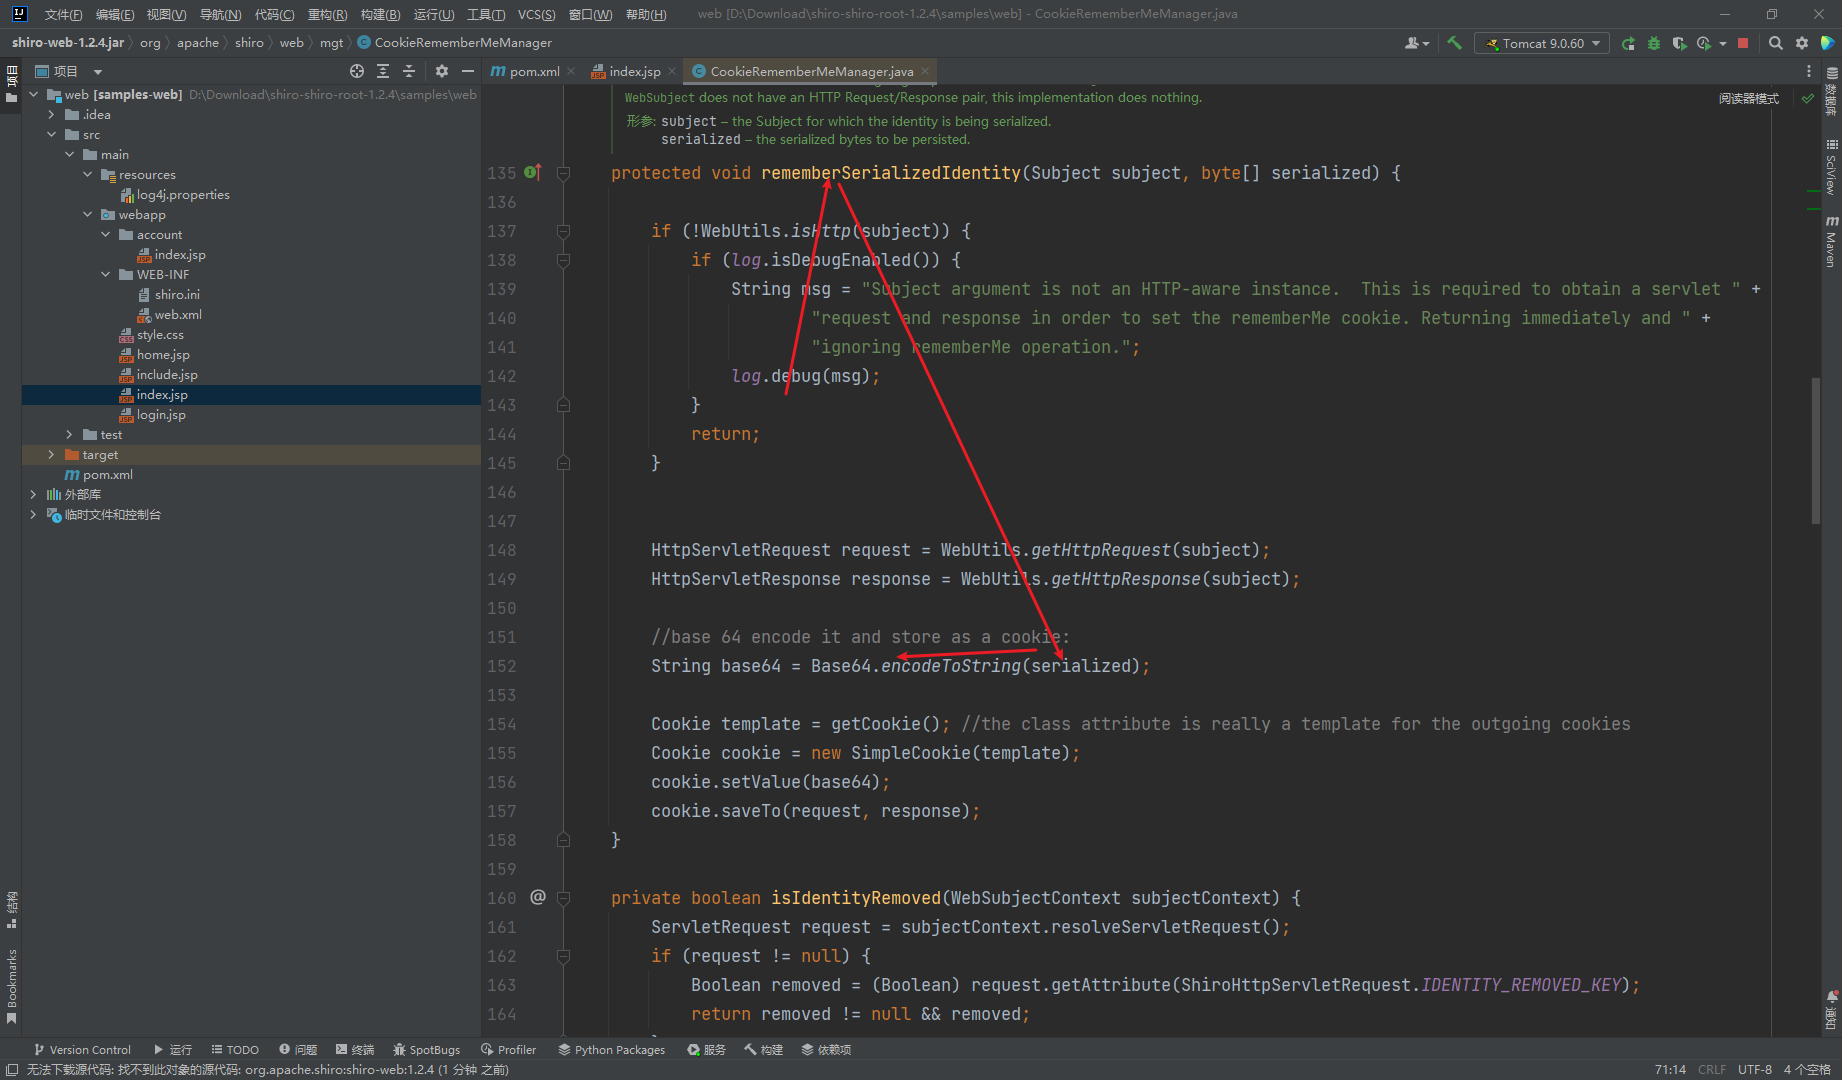 文件(F) 编辑(E) 视图(V) 导航(N) 代码(C) 重构(R) 构建(B) 运行(U) 工具(T) VCS(S) 窗口(W) 帮助(H) web [D:\Download\shiro-shiro-root-1.2.4\samples\web] - CookieRememberMeManager.java
shiro-web-1.2.4.jar org apache shiro web mgt CookieRememberMeManager Tomcat 9.0.60
项目
项目
pom.xml index.jsp CookieRememberMeManager.java
web [samples-web] D:\Download\shiro-shiro-root-1.2.4\samples\web
.idea
src
main
resources
log4j.properties
webapp
account
index.jsp
WEB-INF
shiro.ini
web.xml
style.css
home.jsp
include.jsp
index.jsp
login.jsp
test
target
pom.xml
外部库
临时文件和控制台
结构
Bookmarks
WebSubject does not have an HTTP Request/Response pair, this implementation does nothing.
形参: subject – the Subject for which the identity is being serialized.
serialized – the serialized bytes to be persisted.
阅读器模式
135 protected void rememberSerializedIdentity(Subject subject, byte[] serialized) {
136
137 if (!WebUtils.isHttp(subject)) {
138 if (log.isDebugEnabled()) {
139 String msg = "Subject argument is not an HTTP-aware instance.  This is required to obtain a servlet " +
140 "request and response in order to set the rememberMe cookie. Returning immediately and " +
141 "ignoring rememberMe operation.";
142 log.debug(msg);
143 }
144 return;
145 }
146
147
148 HttpServletRequest request = WebUtils.getHttpRequest(subject);
149 HttpServletResponse response = WebUtils.getHttpResponse(subject);
150
151 //base 64 encode it and store as a cookie:
152 String base64 = Base64.encodeToString(serialized);
153
154 Cookie template = getCookie(); //the class attribute is really a template for the outgoing cookies
155 Cookie cookie = new SimpleCookie(template);
156 cookie.setValue(base64);
157 cookie.saveTo(request, response);
158 }
159
160 private boolean isIdentityRemoved(WebSubjectContext subjectContext) {
161 ServletRequest request = subjectContext.resolveServletRequest();
162 if (request != null) {
163 Boolean removed = (Boolean) request.getAttribute(ShiroHttpServletRequest.IDENTITY_REMOVED_KEY);
164 return removed != null && removed;
数据库
SciView
Maven
通知
Version Control 运行 TODO 问题 终端 SpotBugs Profiler Python Packages 服务 构建 依赖项
无法下载源代码: 找不到此对象的源代码: org.apache.shiro:shiro-web:1.2.4 (1 分钟 之前) 71:14 CRLF UTF-8 4 个空格